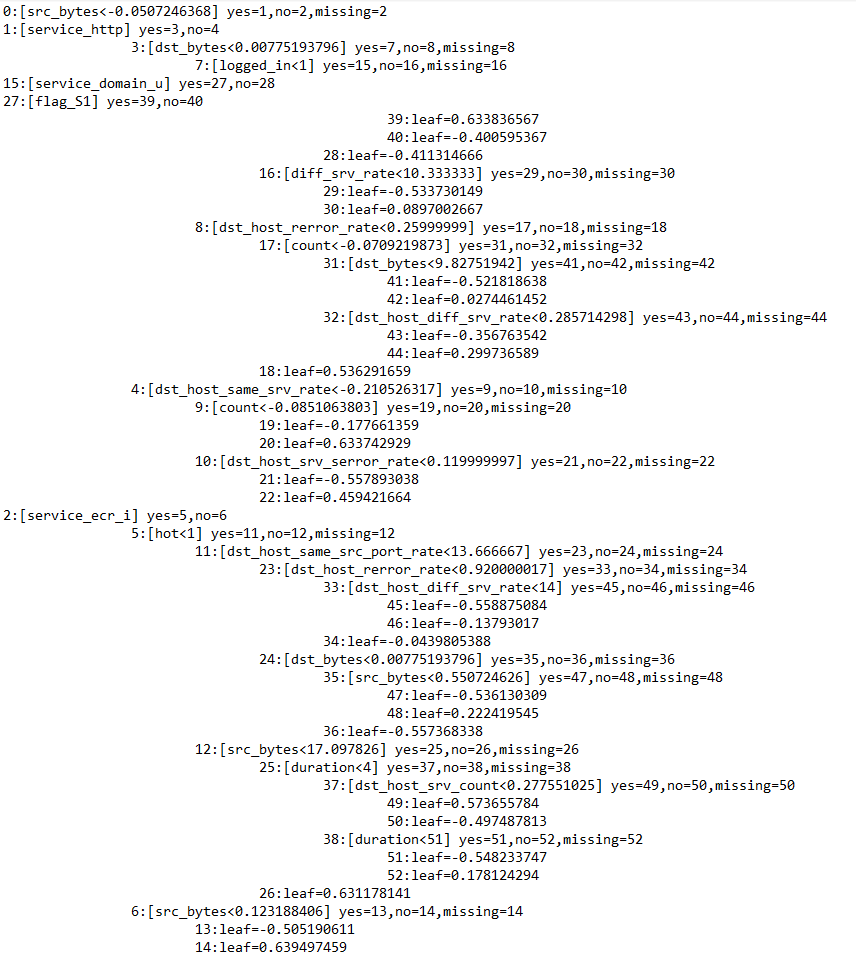 0:[src_bytes<-0.0507246368] yes=1,no=2,missing=2
1:[service_http] yes=3,no=4
3:[dst_bytes<0.00775193796] yes=7,no=8,missing=8
7:[logged_in<1] yes=15,no=16,missing=16
15:[service_domain_u] yes=27,no=28
27:[flag_S1] yes=39,no=40
39:leaf=0.633836567
40:leaf=-0.400595367
28:leaf=-0.411314666
16:[diff_srv_rate<10.333333] yes=29,no=30,missing=30
29:leaf=-0.533730149
30:leaf=0.0897002667
8:[dst_host_rerror_rate<0.25999999] yes=17,no=18,missing=18
17:[count<-0.0709219873] yes=31,no=32,missing=32
31:[dst_bytes<9.82751942] yes=41,no=42,missing=42
41:leaf=-0.521818638
42:leaf=0.0274461452
32:[dst_host_diff_srv_rate<0.285714298] yes=43,no=44,missing=44
43:leaf=-0.356763542
44:leaf=0.299736589
18:leaf=0.536291659
4:[dst_host_same_srv_rate<-0.210526317] yes=9,no=10,missing=10
9:[count<-0.0851063803] yes=19,no=20,missing=20
19:leaf=-0.177661359
20:leaf=0.633742929
10:[dst_host_srv_serror_rate<0.119999997] yes=21,no=22,missing=22
21:leaf=-0.557893038
22:leaf=0.459421664
2:[service_ecr_i] yes=5,no=6
5:[hot<1] yes=11,no=12,missing=12
11:[dst_host_same_src_port_rate<13.666667] yes=23,no=24,missing=24
23:[dst_host_rerror_rate<0.920000017] yes=33,no=34,missing=34
33:[dst_host_diff_srv_rate<14] yes=45,no=46,missing=46
45:leaf=-0.558875084
46:leaf=-0.13793017
34:leaf=-0.0439805388
24:[dst_bytes<0.00775193796] yes=35,no=36,missing=36
35:[src_bytes<0.550724626] yes=47,no=48,missing=48
47:leaf=-0.536130309
48:leaf=0.222419545
36:leaf=-0.557368338
12:[src_bytes<17.097826] yes=25,no=26,missing=26
25:[duration<4] yes=37,no=38,missing=38
37:[dst_host_srv_count<0.277551025] yes=49,no=50,missing=50
49:leaf=0.573655784
50:leaf=-0.497487813
38:[duration<51] yes=51,no=52,missing=52
51:leaf=-0.548233747
52:leaf=0.178124294
26:leaf=0.631178141
6:[src_bytes<0.123188406] yes=13,no=14,missing=14
13:leaf=-0.505190611
14:leaf=0.639497459